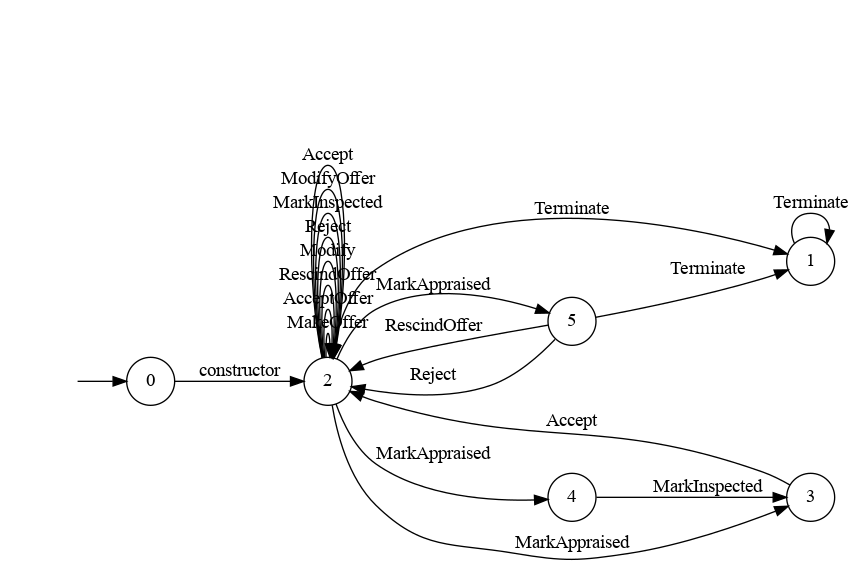 Accept
ModifyOffer
MarkInspected
Terminate
Terminate
Reject
Modify
1
Terminate
RescindOffer
MarkAppraised
AcceptOffer
MakeOffer
RescindOffer
5
0
constructor
2
Reject
Accept
MarkAppraised
4
MarkInspected
3
MarkAppraised